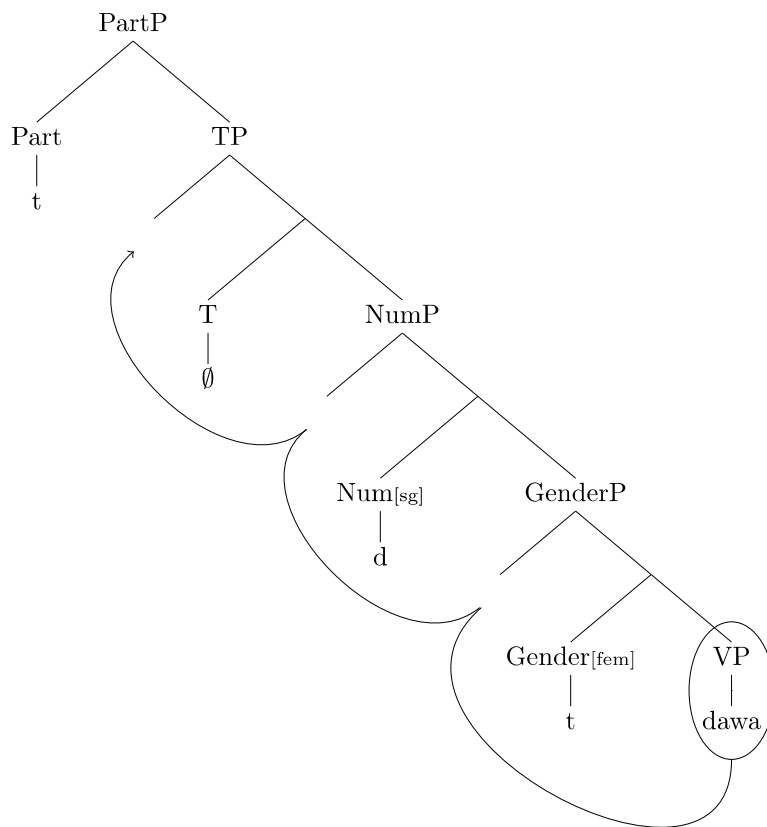 PartP
Part TP
t
T NumP
∅
Num[sg] GenderP
d
Gender[fem] VP
t dawa